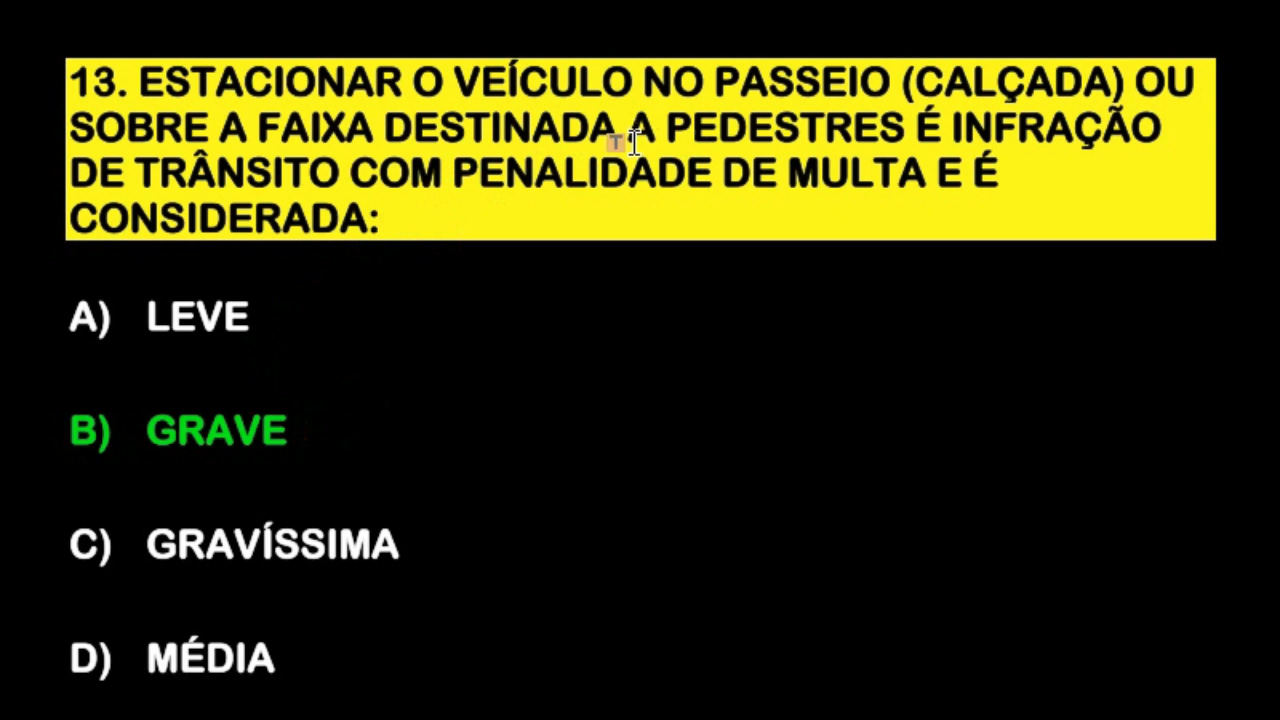 13. ESTACIONAR O VEÍCULO NO PASSEIO (CALÇADA) OU
SOBRE A FAIXA DESTINADA A PEDESTRES É INFRAÇÃO
DE TRÂNSITO COM PENALIDADE DE MULTA E É
CONSIDERADA:
A) LEVE
B) GRAVE
C) GRAVÍSSIMA
D) MÉDIA